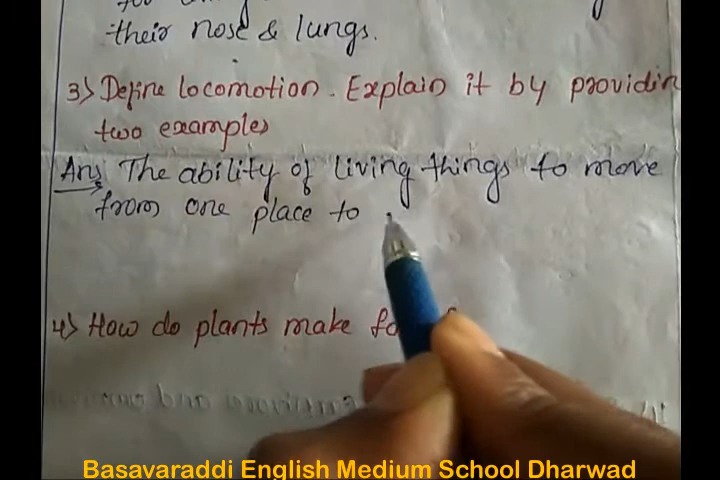 their nose & lungs.
3) Define locomotion. Explain it by providin
two examples
Ans The ability of living things to move
from one place to
4) How do plants make
Basavaraddi English Medium School Dharwad